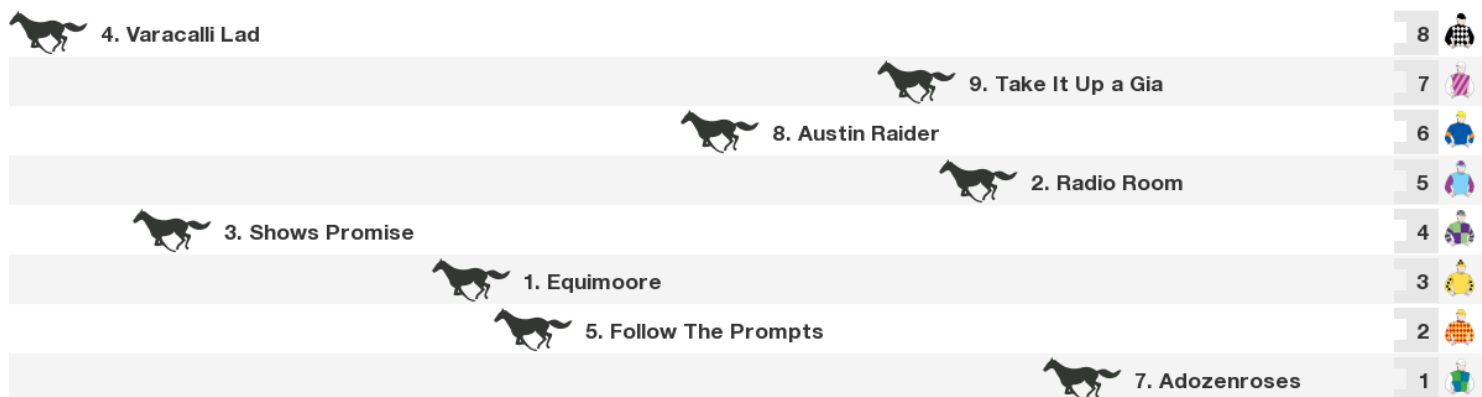 4. Varacalli Lad 8
9. Take It Up a Gia 7
8. Austin Raider 6
2. Radio Room 5
3. Shows Promise 4
1. Equimoore 3
5. Follow The Prompts 2
7. Adozenroses 1